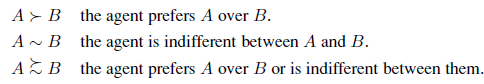 A ≻ B the agent prefers A over B.
A ∼ B the agent is indifferent between A and B.
A ≿ B the agent prefers A over B or is indifferent between them.